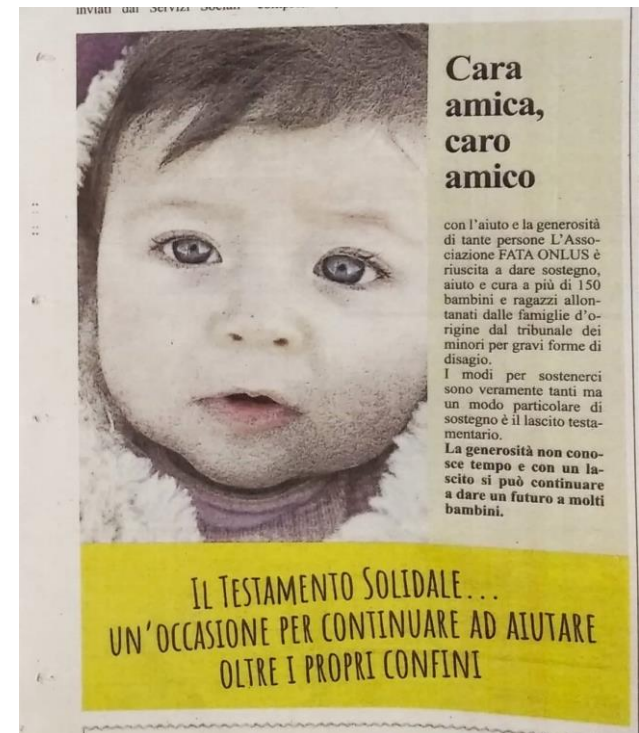 inviati dai Servizi Sociali
Cara
amica,
caro
amico
con l'aiuto e la generosità
di tante persone L'Asso-
ciazione FATA ONLUS è
riuscita a dare sostegno,
aiuto e cura a più di 150
bambini e ragazzi allon-
tanati dalle famiglie d'o-
rigine dal tribunale dei
minori per gravi forme di
disagio.
I modi per sostenerci
sono veramente tanti ma
un modo particolare di
sostegno è il lascito testa-
mentario.
La generosità non cono-
sce tempo e con un la-
scito si può continuare
a dare un futuro a molti
bambini.
IL TESTAMENTO SOLIDALE...
UN'OCCASIONE PER CONTINUARE AD AIUTARE
OLTRE I PROPRI CONFINI